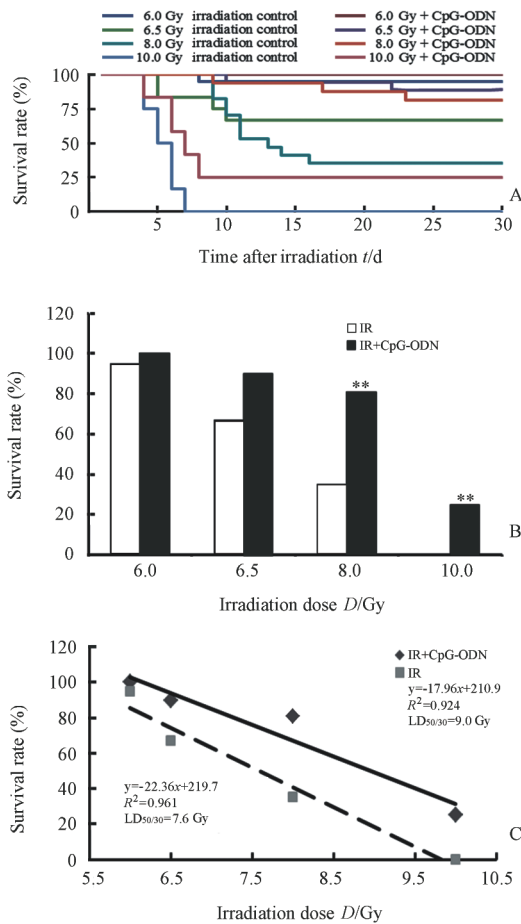 6.0 Gy irradiation control
6.0 Gy + CpG-ODN
6.5 Gy irradiation control
6.5 Gy + CpG-ODN
8.0 Gy irradiation control
8.0 Gy + CpG-ODN
10.0 Gy irradiation control
10.0 Gy + CpG-ODN
Survival rate (%)
100
75
50
25
0
5
10
15
20
25
30
Time after irradiation t/d
A
Survival rate (%)
120
100
80
60
40
20
0
IR
IR+CpG-ODN
**
**
6.0
6.5
8.0
10.0
Irradiation dose D/Gy
B
Survival rate (%)
120
100
80
60
40
20
0
IR+CpG-ODN
IR
y=-17.96x+210.9
R²=0.924
LD50/30=9.0 Gy
y=-22.36x+219.7
R²=0.961
LD50/30=7.6 Gy
5.5
6.5
7.5
8.5
9.5
10.5
Irradiation dose D/Gy
C